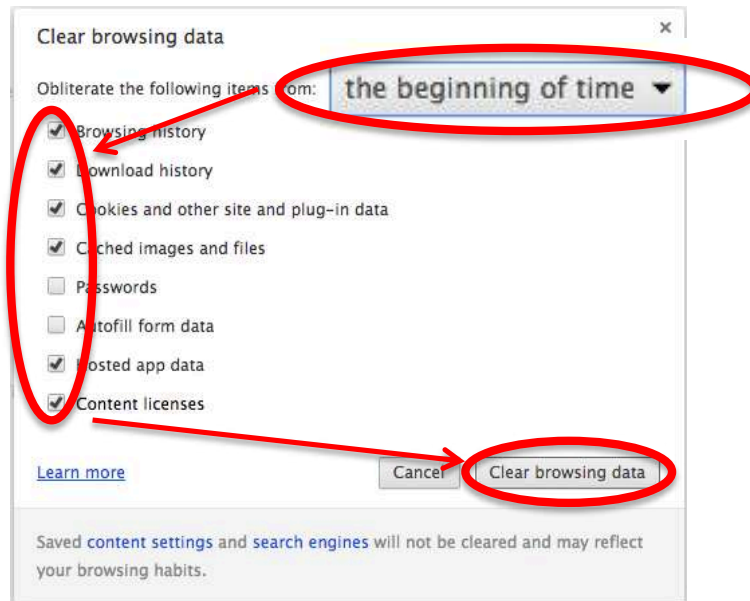 Clear browsing data
Obliterate the following items from: the beginning of time
Browsing history
Download history
Cookies and other site and plug-in data
Cached images and files
Passwords
Autofill form data
Hosted app data
Content licenses
Learn more Cancel Clear browsing data
Saved content settings and search engines will not be cleared and may reflect
your browsing habits.